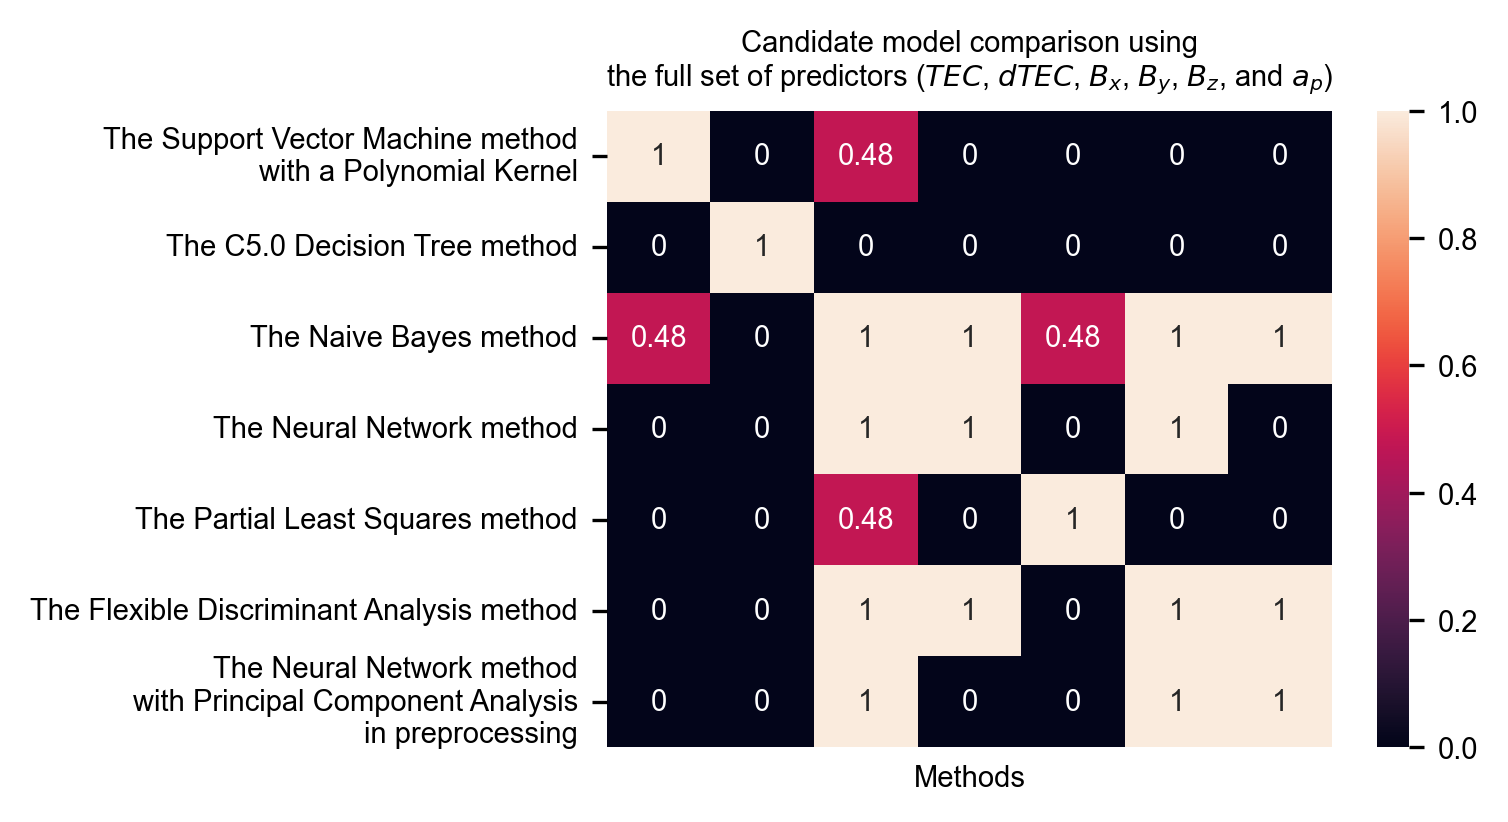 Candidate model comparison using
the full set of predictors (TEC, dTEC, Bx, By, Bz, and ap)
The Support Vector Machine method
with a Polynomial Kernel
1 0 0.48 0 0 0 0
The C5.0 Decision Tree method
0 1 0 0 0 0 0
The Naive Bayes method
0.48 0 1 1 0.48 1 1
The Neural Network method
0 0 1 1 0 1 0
The Partial Least Squares method
0 0 0.48 0 1 0 0
The Flexible Discriminant Analysis method
0 0 1 1 0 1 1
The Neural Network method
with Principal Component Analysis
in preprocessing
0 0 1 0 0 1 1
Methods
1.0
0.8
0.6
0.4
0.2
0.0